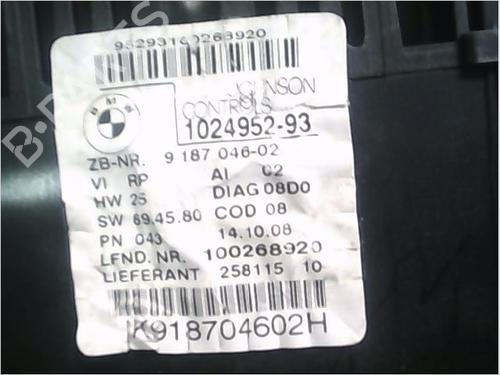 JOHNSON
CONTROLS
BMW
1024952-93
ZB-NR. 9 187 046-02
VI RP AI 02
HW 25 DIAG 08D0
SW 69.45.80 COD 08
PN 043 14.10.08
LFND. NR. 100268920
LIEFERANT 258115 10
K918704602H